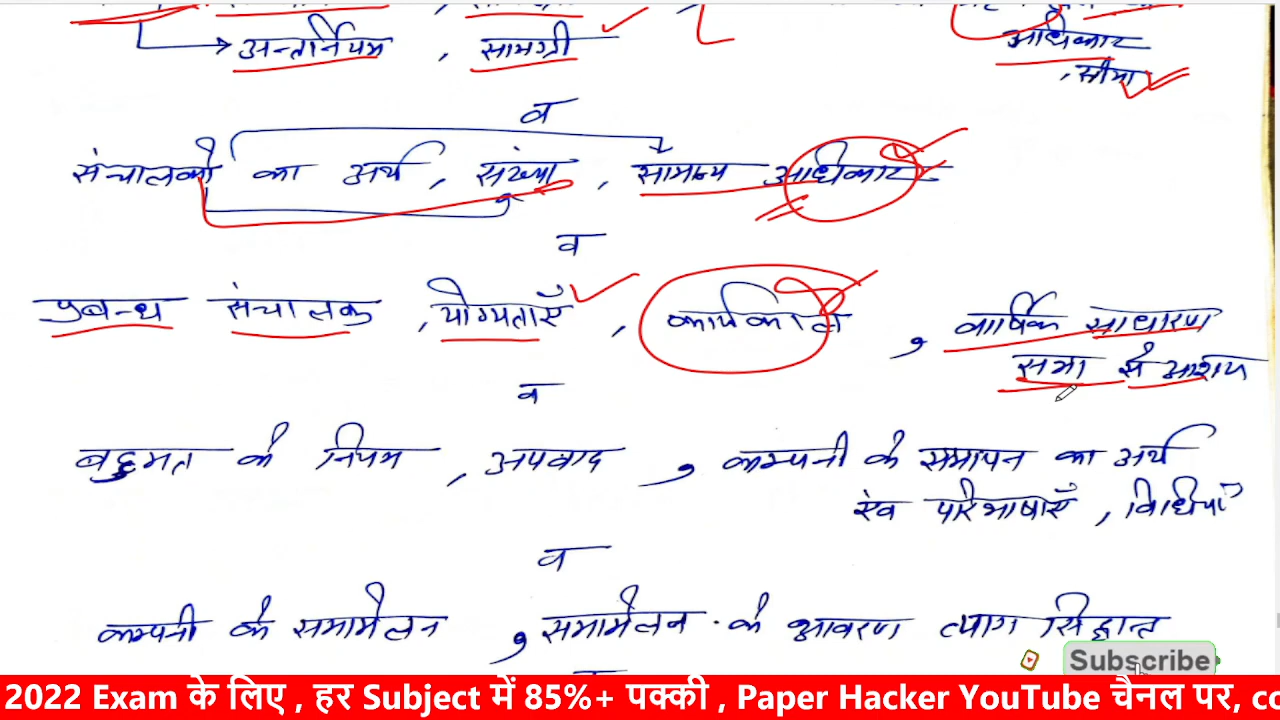 अन्तर्नियम , सामग्री
अधिकार
, सीमा
व
संचालकों का अर्थ , संख्या , सामान्य अधिकार
व
प्रबन्ध संचालक , योग्यताएँ , कार्यकाल , वार्षिक साधारण
सभा से आशय
व
बहुमत के नियम , अपवाद , कम्पनी के समापन का अर्थ
एंव परिभाषाएँ , विधियाँ
व
कम्पनी के समामेलन , समामेलन के आवरण त्याग सिद्वान्त
Subscribe
2022 Exam के लिए , हर Subject में 85%+ पक्की , Paper Hacker YouTube चैनल पर, co